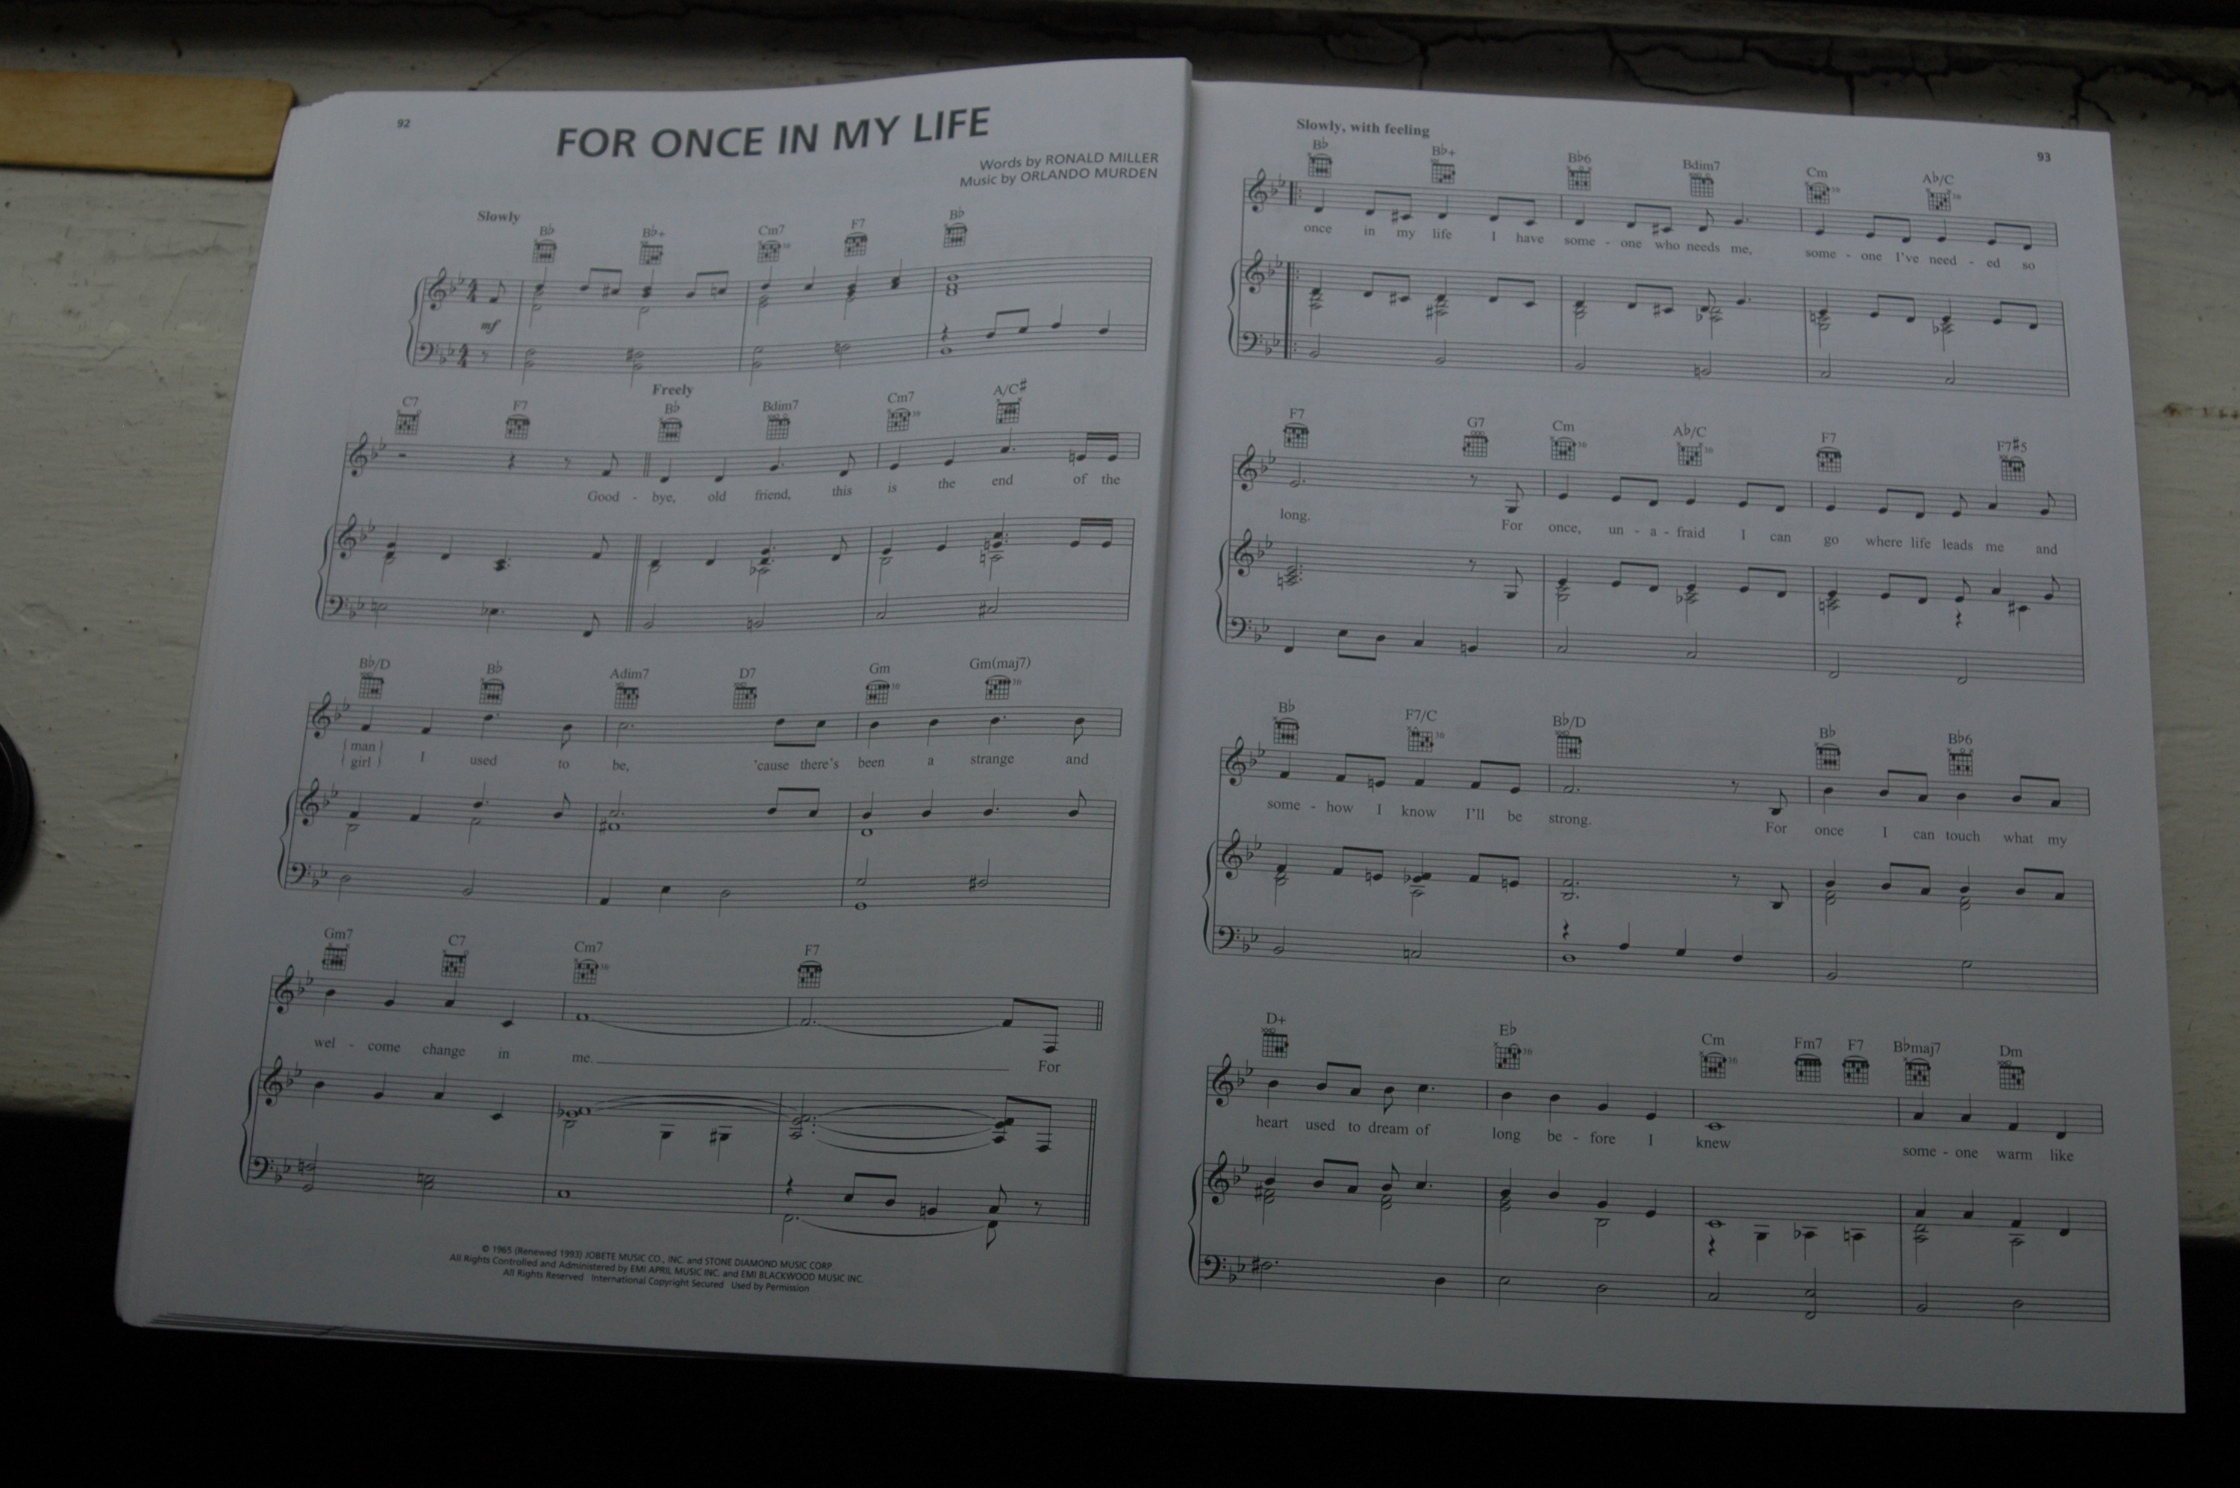 92
FOR ONCE IN MY LIFE
Words by RONALD MILLER
Music by ORLANDO MURDEN
Slowly
B♭ B♭+ Cm7 F7 B♭
mf
Freely
C7 F7 B♭ Bdim7 Cm7 A/C♯
Good - bye, old friend, this is the end of the
B♭/D B♭ Adim7 D7 Gm Gm(maj7)
{man
{girl} I used to be, 'cause there's been a strange and
Gm7 C7 Cm7 F7
wel - come change in me. For
© 1965 (Renewed 1993) JOBETE MUSIC CO., INC. and STONE DIAMOND MUSIC CORP.
All Rights Controlled and Administered by EMI APRIL MUSIC INC. and EMI BLACKWOOD MUSIC INC.
All Rights Reserved International Copyright Secured Used by Permission
93
Slowly, with feeling
B♭ B♭+ B♭6 Bdim7 Cm A♭/C
once in my life I have some - one who needs me, some - one I've need - ed so
F7 G7 Cm A♭/C F7 F7♯5
long. For once, un - a - fraid I can go where life leads me and
B♭ F7/C B♭/D B♭ B♭6
some - how I know I'll be strong. For once I can touch what my
D+ E♭ Cm Fm7 F7 B♭maj7 Dm
heart used to dream of long be - fore I knew some - one warm like